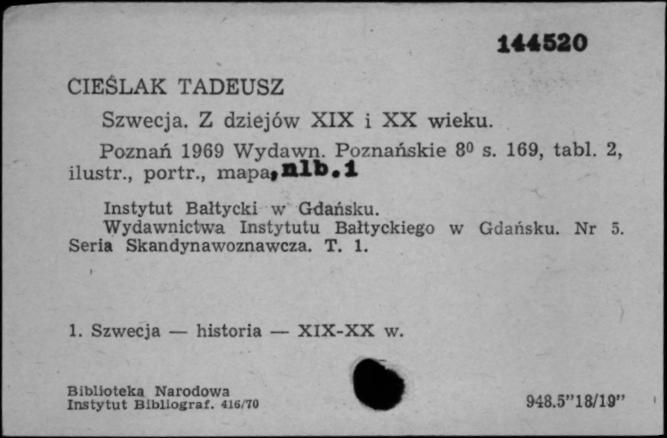 144520
CIEŚLAK TADEUSZ
Szwecja. Z dziejów XIX i XX wieku.
Poznań 1969 Wydawn. Poznańskie 8⁰ s. 169, tabl. 2,
ilustr., portr., mapa, nlb. 1
Instytut Bałtycki w Gdańsku.
Wydawnictwa Instytutu Bałtyckiego w Gdańsku. Nr 5.
Seria Skandynawoznawcza. T. 1.
1. Szwecja — historia — XIX-XX w.
Biblioteka Narodowa
Instytut Bibliograf. 416/70
948.5"18/19"